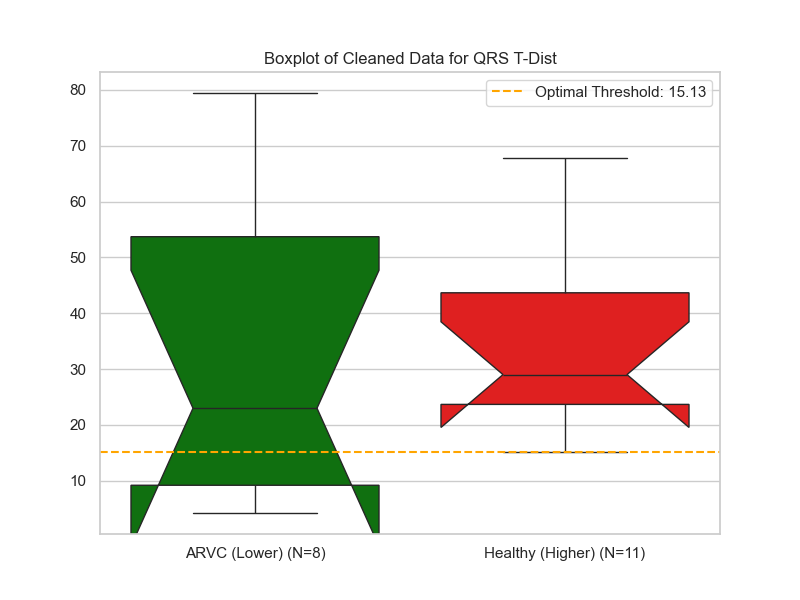 Boxplot of Cleaned Data for QRS T-Dist
Optimal Threshold: 15.13
80
70
60
50
40
30
20
10
ARVC (Lower) (N=8)
Healthy (Higher) (N=11)